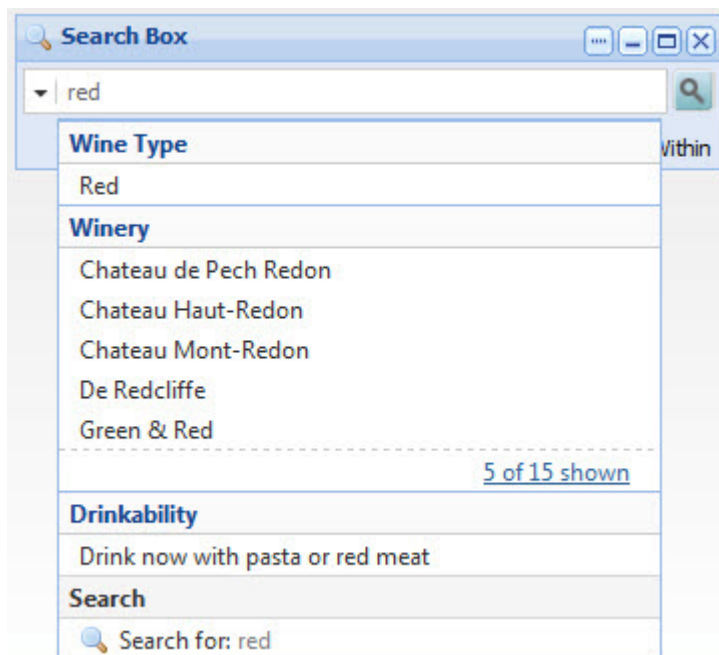 Search Box
red
Wine Type
Red
Winery
Chateau de Pech Redon
Chateau Haut-Redon
Chateau Mont-Redon
De Redcliffe
Green & Red
5 of 15 shown
Drinkability
Drink now with pasta or red meat
Search
Search for: red